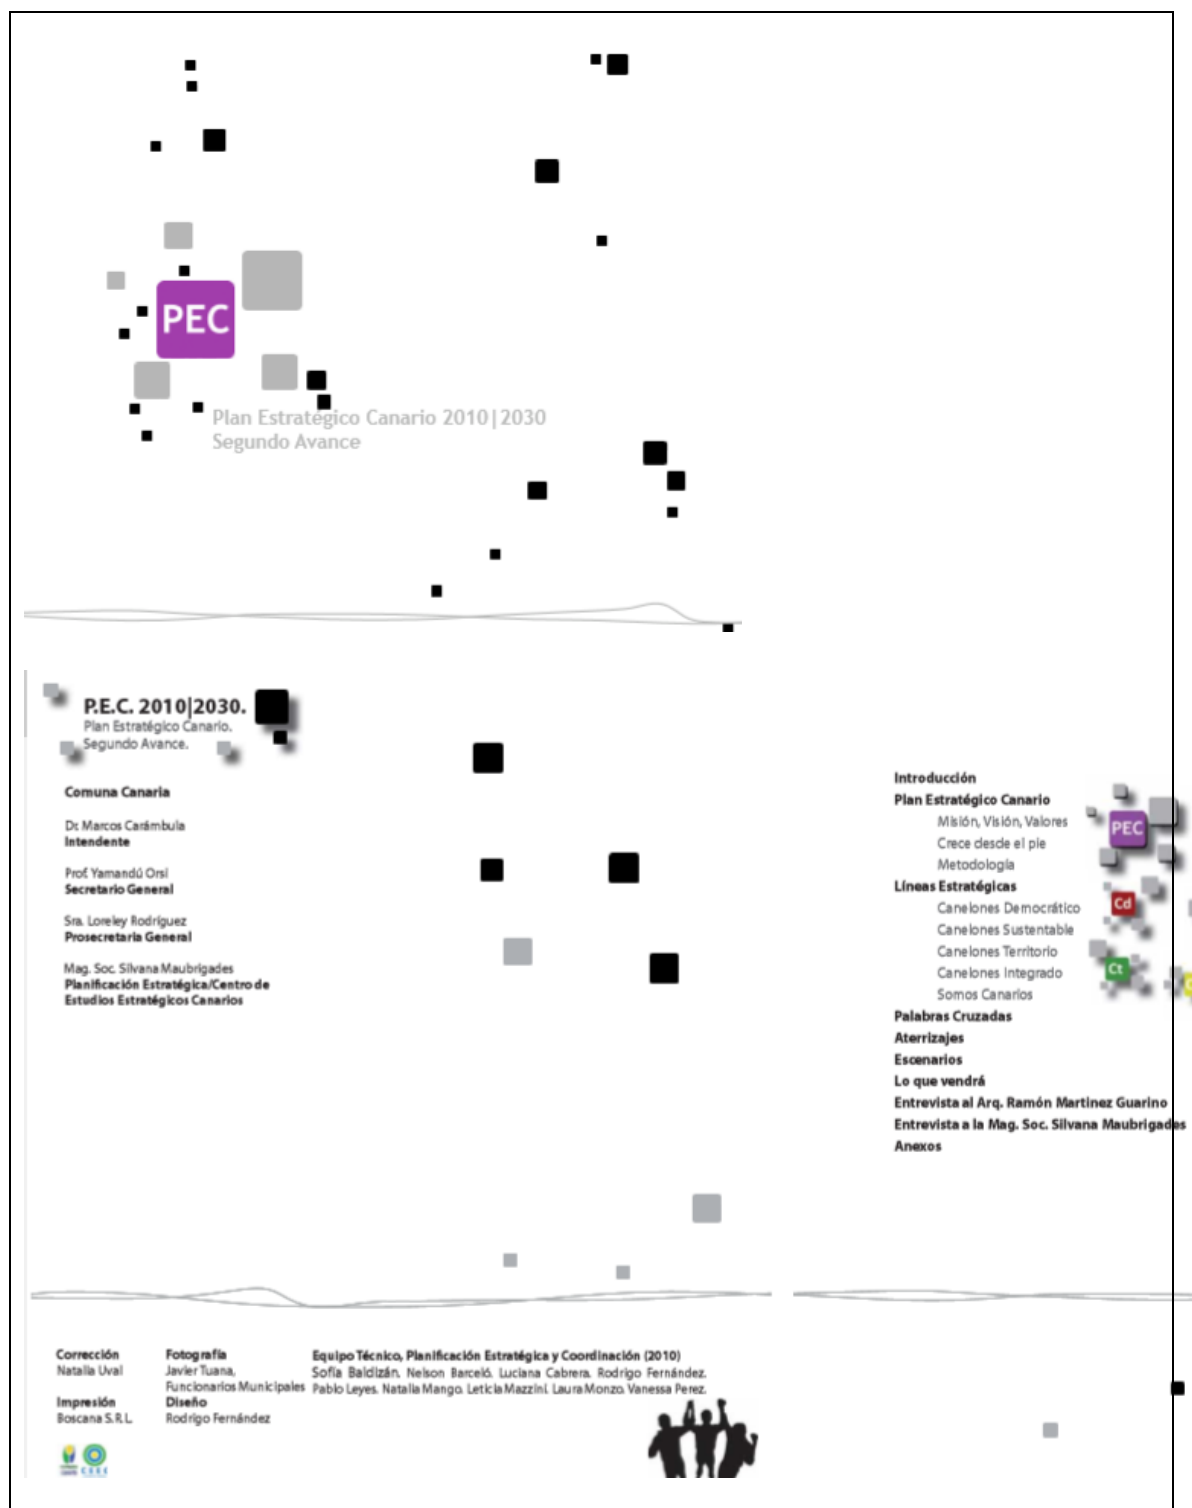 PEC
Plan Estratégico Canario 2010|2030
Segundo Avance
P.E.C. 2010|2030.
Plan Estratégico Canario.
Segundo Avance.
Comuna Canaria
Dr. Marcos Carámbula
Intendente
Prof. Yamandú Orsi
Secretario General
Sra. Loreley Rodríguez
Prosecretaria General
Mag. Soc. Silvana Maubrigades
Planificación Estratégica/Centro de
Estudios Estratégicos Canarios
Introducción
Plan Estratégico Canario
Misión, Visión, Valores
Crece desde el pie
Metodología
Líneas Estratégicas
Canelones Democrático
Canelones Sustentable
Canelones Territorio
Canelones Integrado
Somos Canarios
Palabras Cruzadas
Aterrizajes
Escenarios
Lo que vendrá
Entrevista al Arq. Ramón Martinez Guarino
Entrevista a la Mag. Soc. Silvana Maubrigades
Anexos
PEC
Cd
Ct
Corrección
Natalia Uval
Impresión
Boscana S.R.L.
Fotografía
Javier Tuana,
Funcionarios Municipales
Diseño
Rodrigo Fernández
Equipo Técnico, Planificación Estratégica y Coordinación (2010)
Sofía Baldizán. Nelson Barceló. Luciana Cabrera. Rodrigo Fernández.
Pablo Leyes. Natalia Mango. Leticia Mazzini. Laura Monzo. Vanessa Perez.